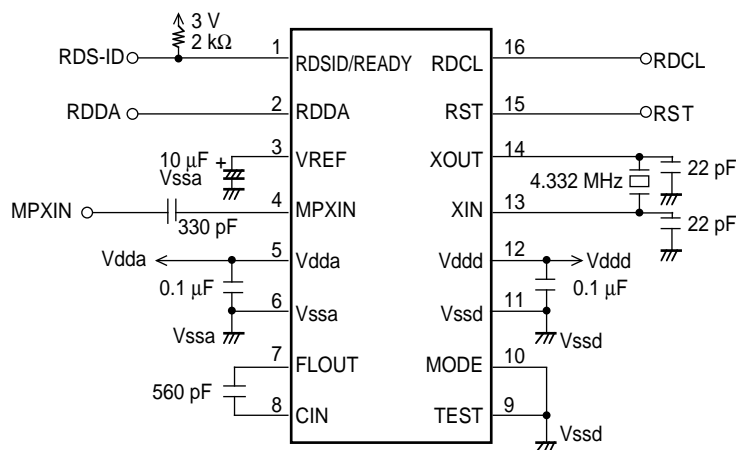 3 V
2 kΩ
RDS-ID
1
RDSID/READY
RDCL
16
RDCL
RDDA
2
RDDA
RST
15
RST
10 μF +
Vssa
3
VREF
XOUT
14
4.332 MHz
22 pF
MPXIN
330 pF
4
MPXIN
XIN
13
22 pF
Vdda
5
Vdda
Vddd
12
Vddd
0.1 μF
0.1 μF
6
Vssa
Vssd
11
Vssa
Vssd
7
FLOUT
MODE
10
560 pF
8
CIN
TEST
9
Vssd